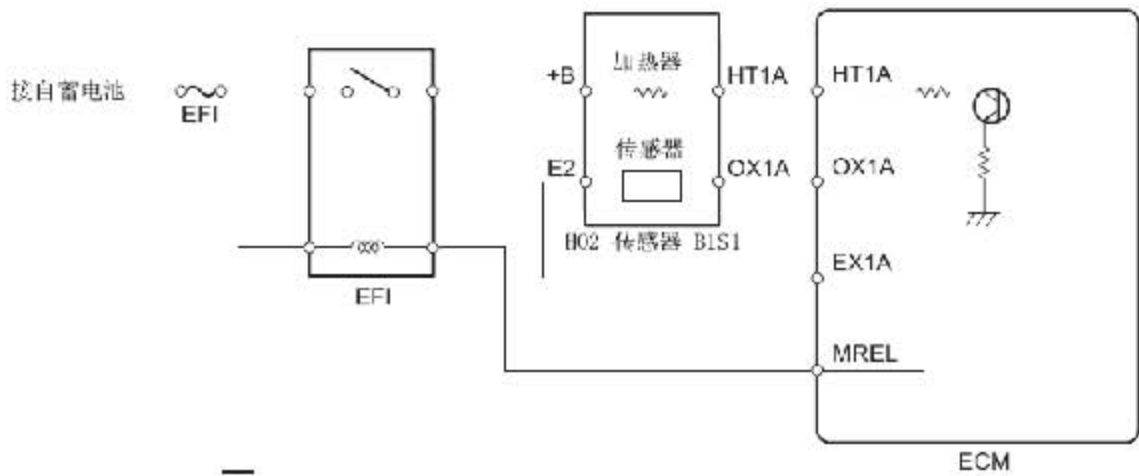 接自蓄电池
EFI
EFI
+B
加热器
HT1A
传感器
E2
OX1A
HO2 传感器 B1S1
HT1A
OX1A
EX1A
MREL
ECM